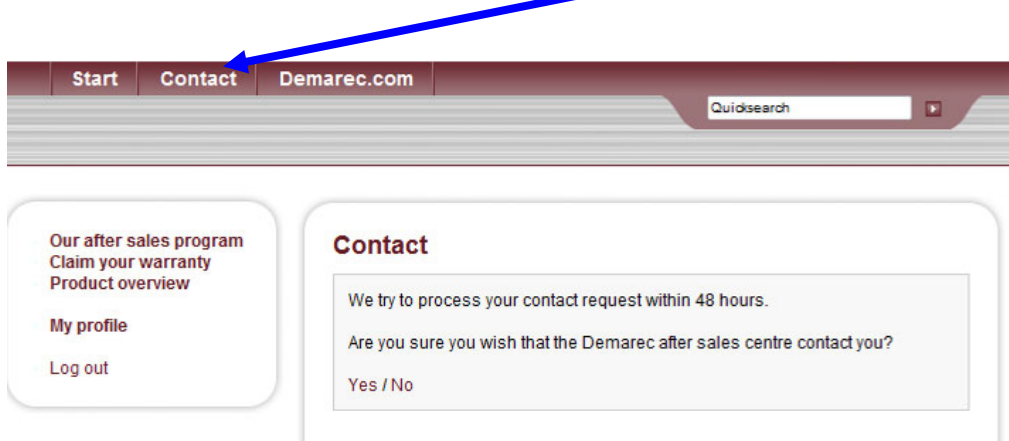 Start Contact Demarec.com
Quicksearch
Our after sales program
Claim your warranty
Product overview
My profile
Log out
Contact
We try to process your contact request within 48 hours.
Are you sure you wish that the Demarec after sales centre contact you?
Yes / No